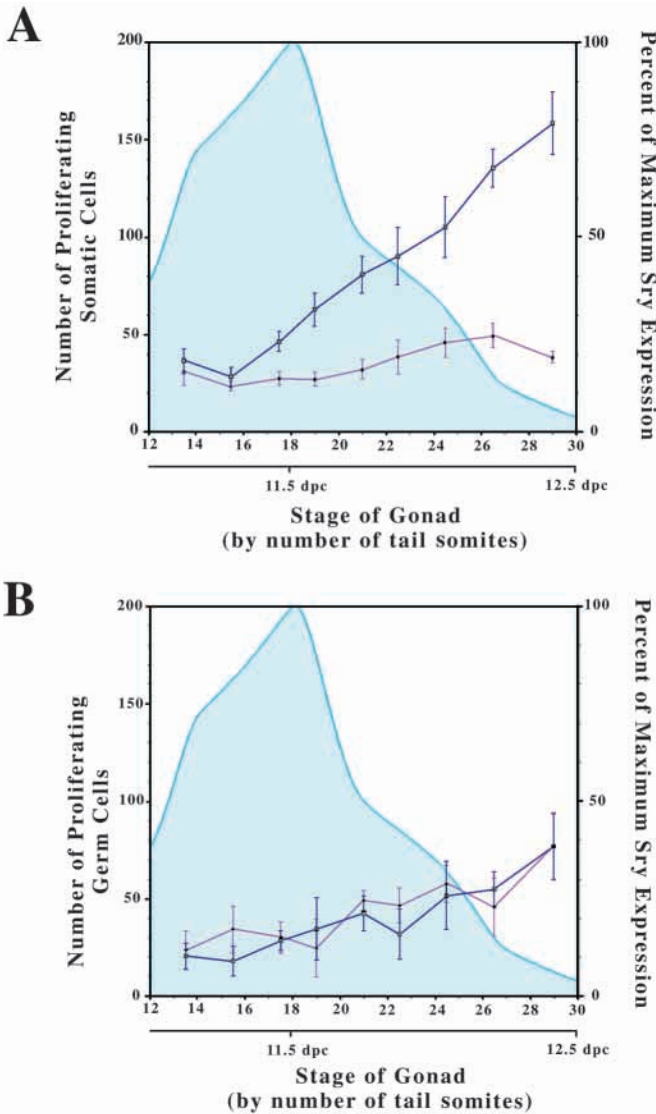 A
200
150
100
50
0
Number of Proliferating
Somatic Cells
100
50
0
Percent of Maximum Sry Expression
12 14 16 18 20 22 24 26 28 30
11.5 dpc 12.5 dpc
Stage of Gonad
(by number of tail somites)
B
200
150
100
50
0
Number of Proliferating
Germ Cells
100
50
0
Percent of Maximum Sry Expression
12 14 16 18 20 22 24 26 28 30
11.5 dpc 12.5 dpc
Stage of Gonad
(by number of tail somites)